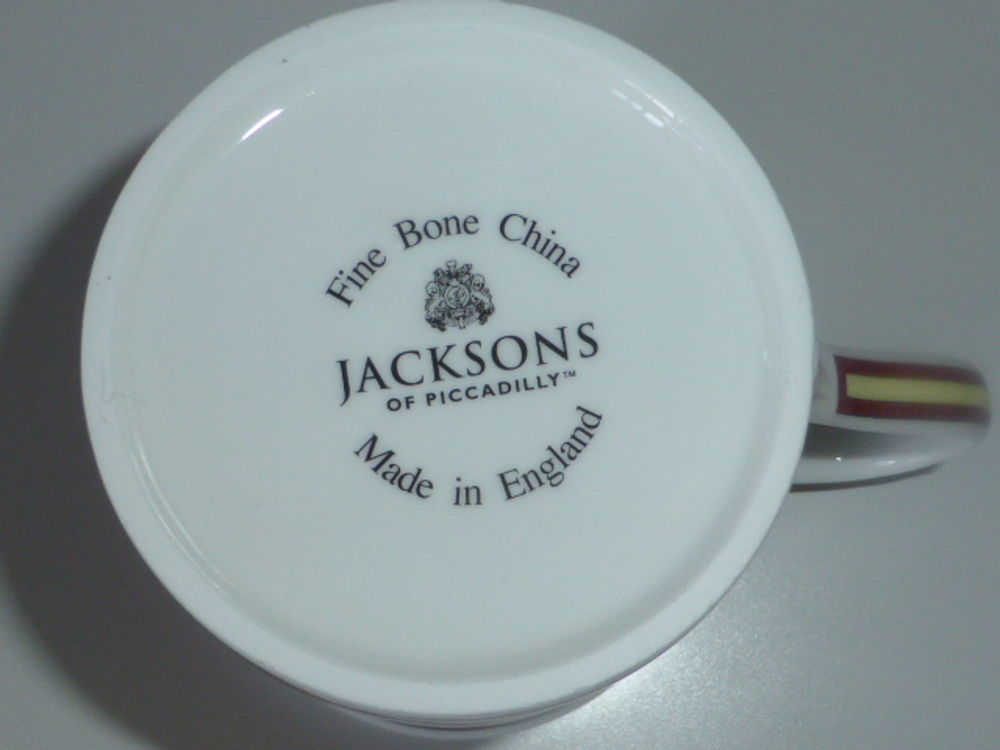 Fine Bone China
JACKSONS
OF PICCADILLY™
Made in England